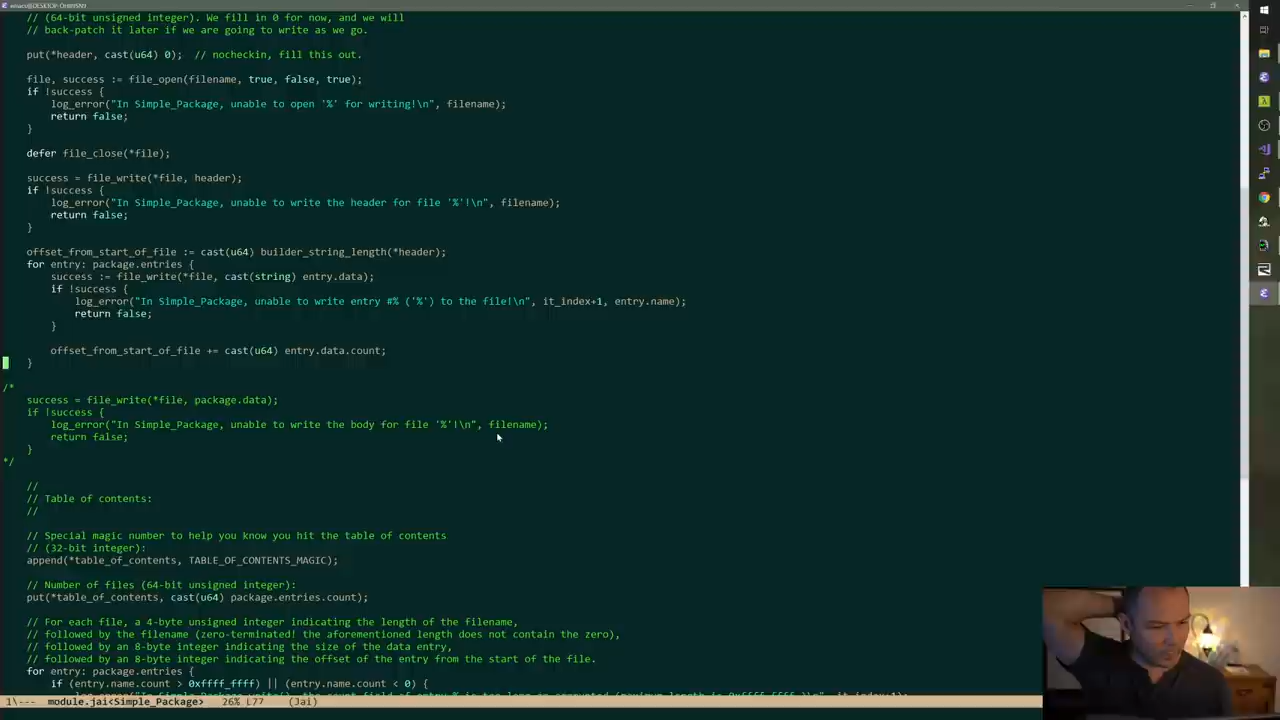 emacs@DESKTOP-
// (64-bit unsigned integer). We fill in 0 for now, and we will
// back-patch it later if we are going to write as we go.
put(*header, cast(u64) 0);  // nocheckin, fill this out.
file, success := file_open(filename, true, false, true);
if !success {
log_error("In Simple_Package, unable to open '%' for writing!\n", filename);
return false;
}
defer file_close(*file);
success = file_write(*file, header);
if !success {
log_error("In Simple_Package, unable to write the header for file '%'!\n", filename);
return false;
}
offset_from_start_of_file := cast(u64) builder_string_length(*header);
for entry: package.entries {
success := file_write(*file, cast(string) entry.data);
if !success {
log_error("In Simple_Package, unable to write entry #% ('%') to the file!\n", it_index+1, entry.name);
return false;
}
offset_from_start_of_file += cast(u64) entry.data.count;
}
/*
success = file_write(*file, package.data);
if !success {
log_error("In Simple_Package, unable to write the body for file '%'!\n", filename);
return false;
}
*/
//
// Table of contents:
//
// Special magic number to help you know you hit the table of contents
// (32-bit integer):
append(*table_of_contents, TABLE_OF_CONTENTS_MAGIC);
// Number of files (64-bit unsigned integer):
put(*table_of_contents, cast(u64) package.entries.count);
// For each file, a 4-byte unsigned integer indicating the length of the filename,
// followed by the filename (zero-terminated! the aforementioned length does not contain the zero),
// followed by an 8-byte integer indicating the size of the data entry,
// followed by an 8-byte integer indicating the offset of the entry from the start of the file.
for entry: package.entries {
if (entry.name.count > 0xffff_ffff) || (entry.name.count < 0) {
1\---  module.jai<Simple_Package>   26% L77    (Jai)